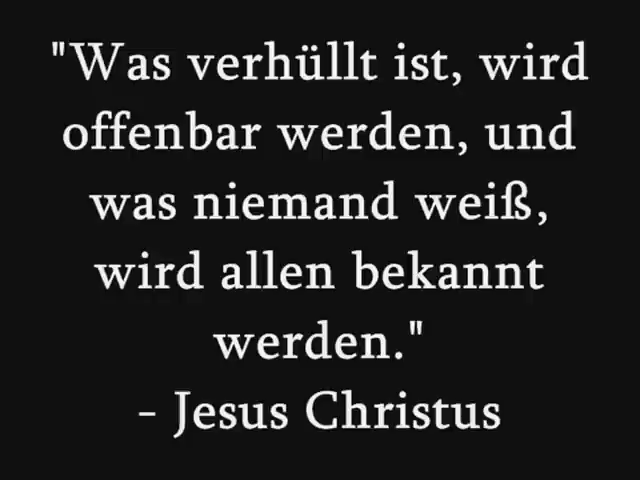 "Was verhüllt ist, wird
offenbar werden, und
was niemand weiß,
wird allen bekannt
werden."
- Jesus Christus